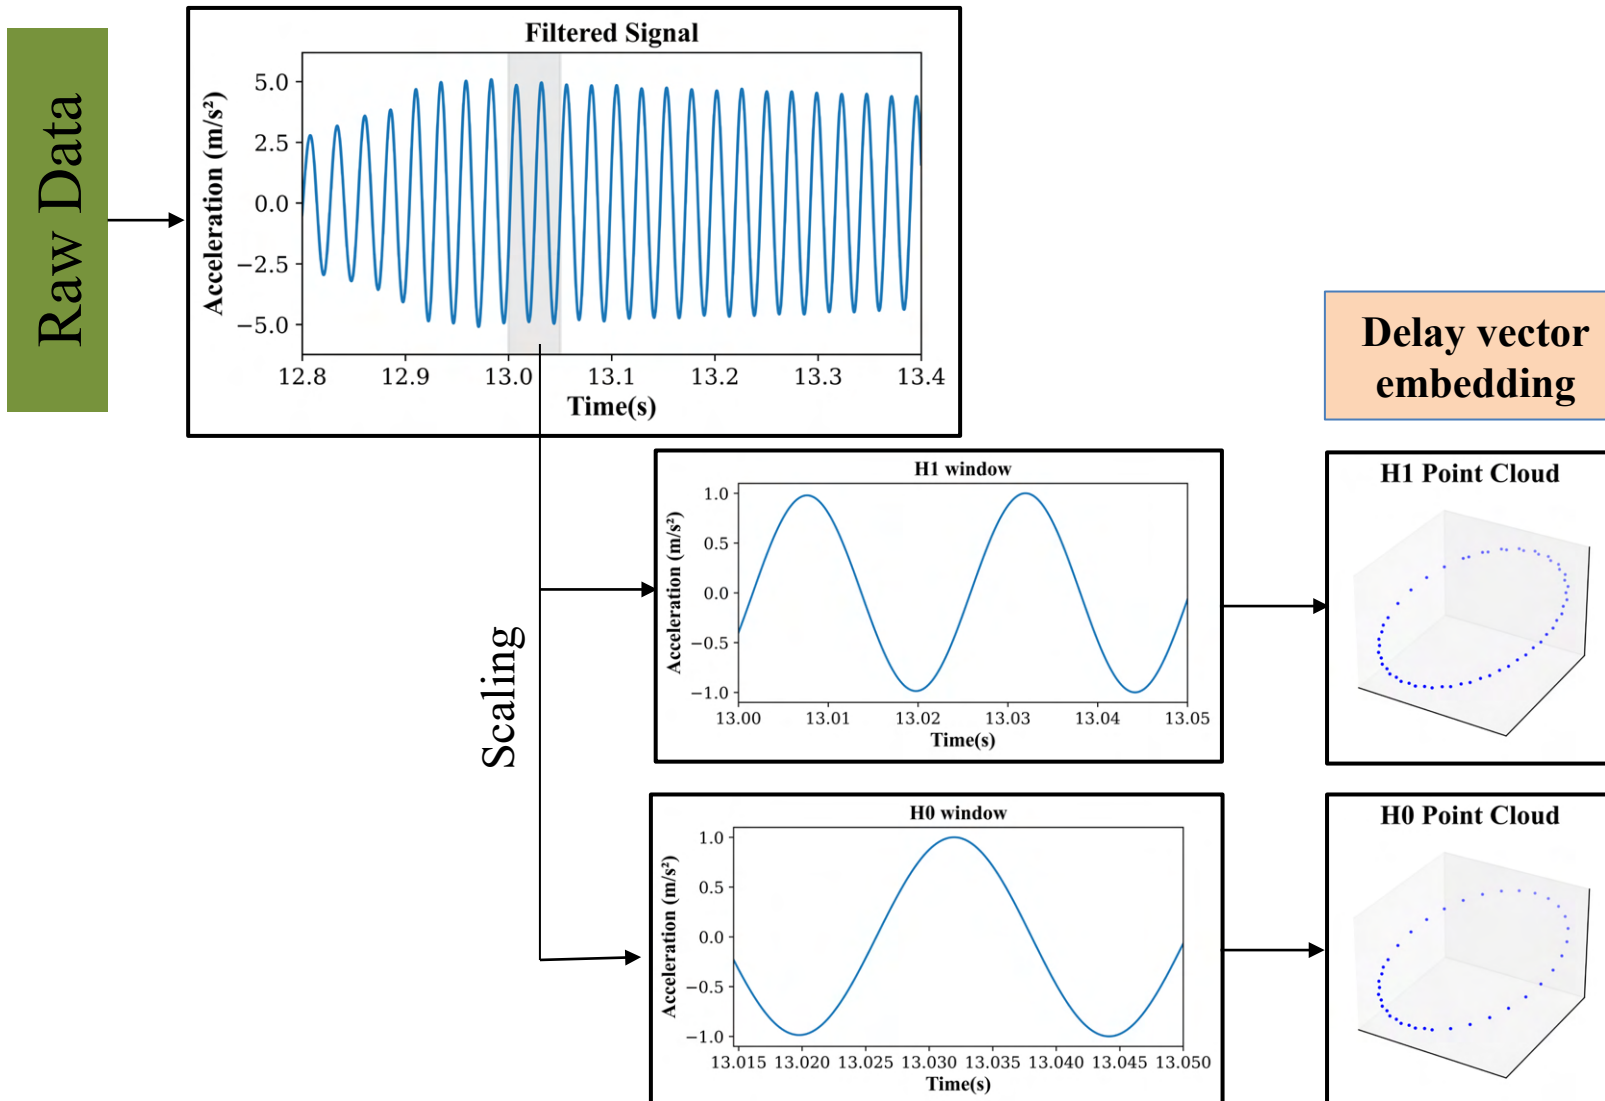 Raw Data
Filtered Signal
Acceleration (m/s²)
5.0
2.5
0.0
−2.5
−5.0
12.8 12.9 13.0 13.1 13.2 13.3 13.4
Time(s)
Delay vector
embedding
Scaling
H1 window
Acceleration (m/s²)
1.0
0.5
0.0
−0.5
−1.0
13.00 13.01 13.02 13.03 13.04 13.05
Time(s)
H1 Point Cloud
H0 window
Acceleration (m/s²)
1.0
0.5
0.0
−0.5
−1.0
13.015 13.020 13.025 13.030 13.035 13.040 13.045 13.050
Time(s)
H0 Point Cloud